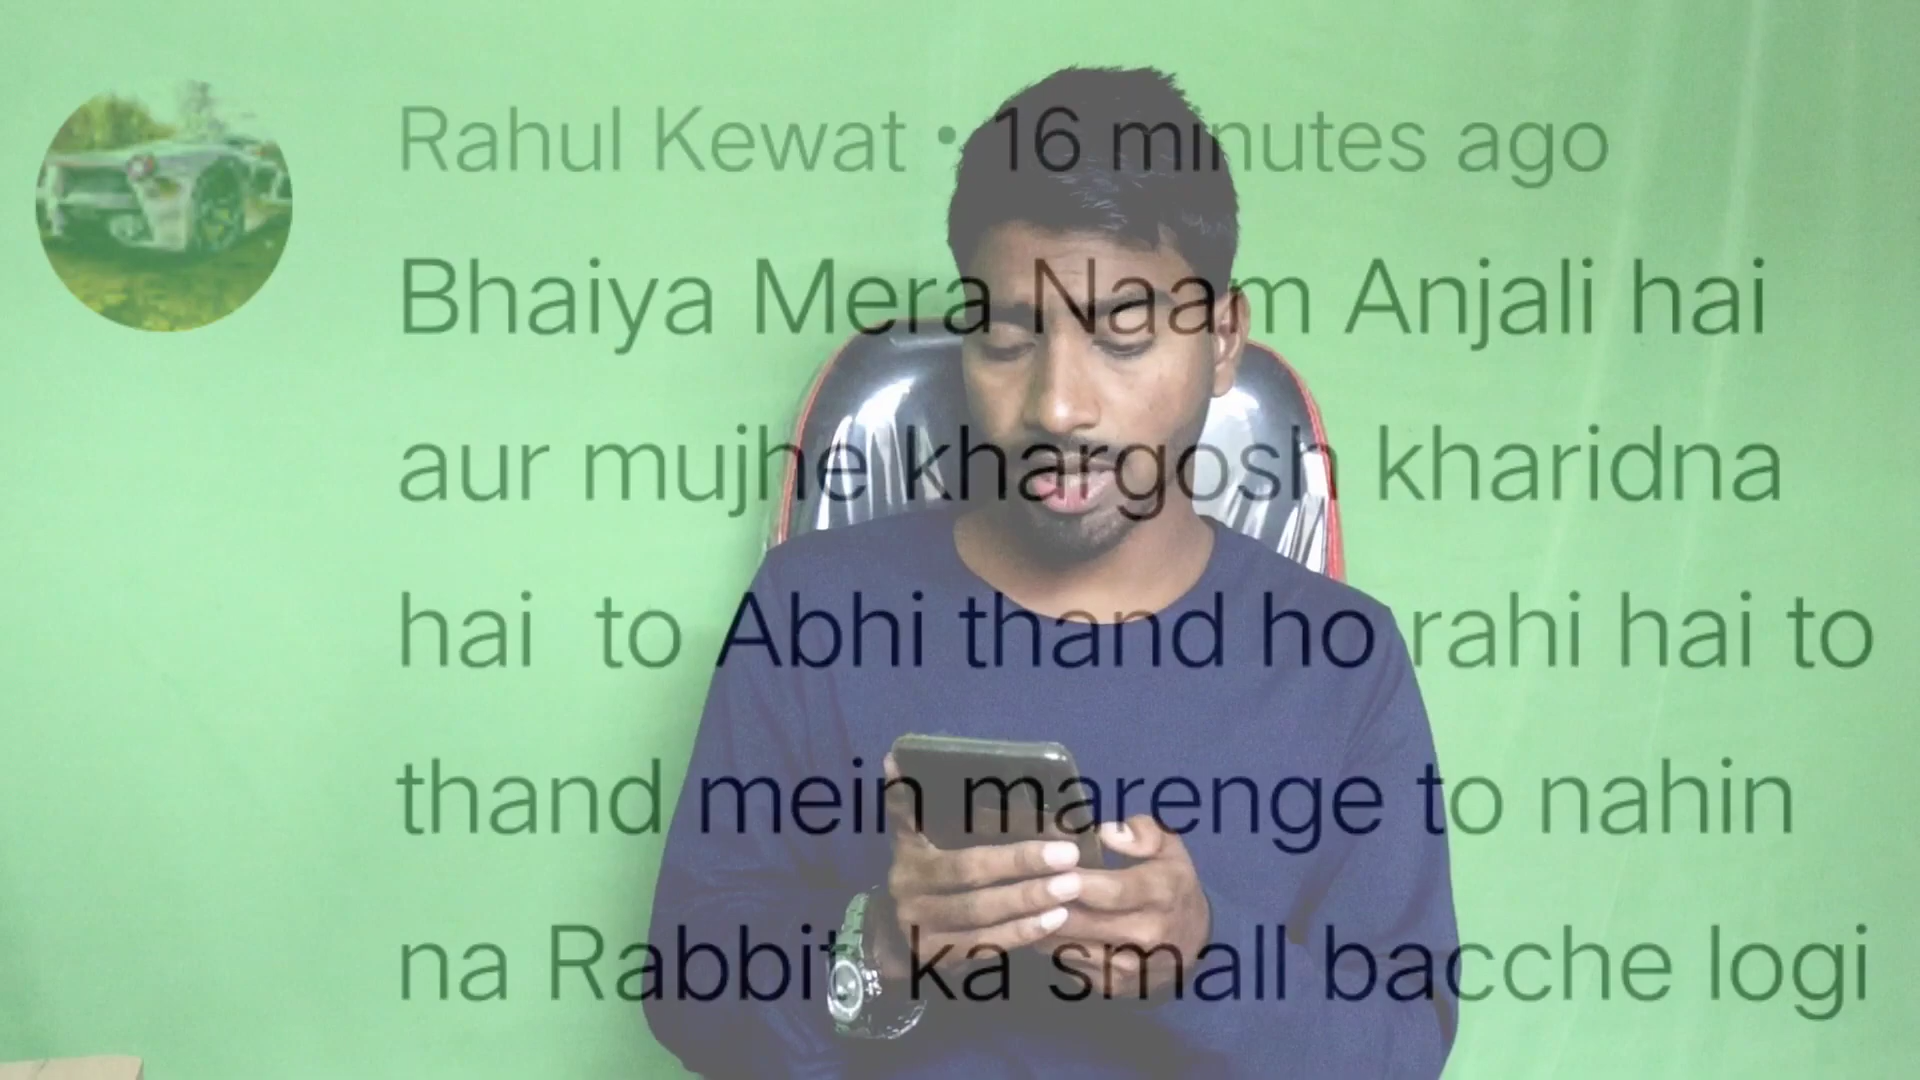 Rahul Kewat • 16 minutes ago
Bhaiya Mera Naam Anjali hai
aur mujhe khargosh kharidna
hai to Abhi thand ho rahi hai to
thand mein marenge to nahin
na Rabbit ka small bacche logi